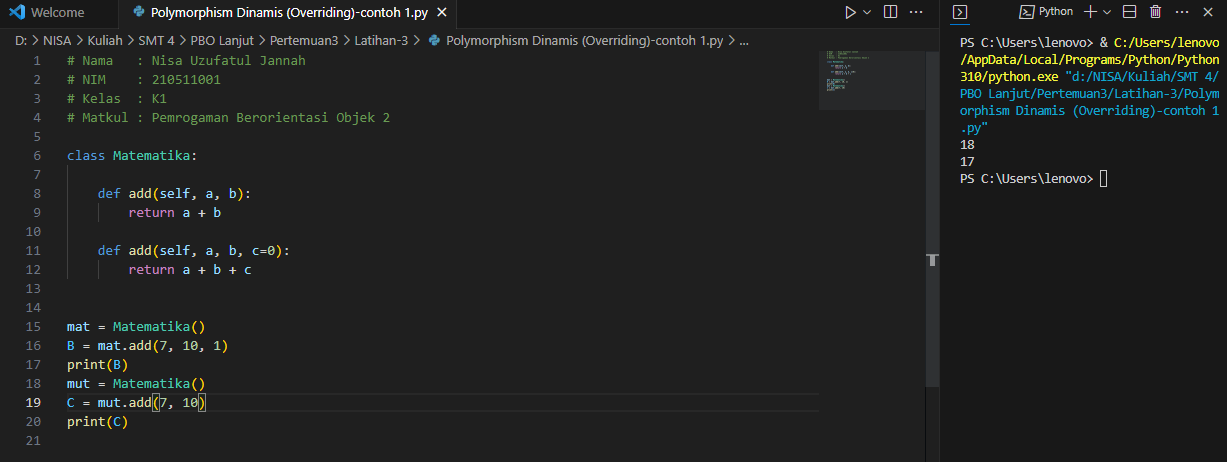 Welcome
Polymorphism Dinamis (Overriding)-contoh 1.py
D: > NISA > Kuliah > SMT 4 > PBO Lanjut > Pertemuan3 > Latihan-3 > Polymorphism Dinamis (Overriding)-contoh 1.py > ...
1 # Nama   : Nisa Uzufatul Jannah
2 # NIM    : 210511001
3 # Kelas  : K1
4 # Matkul : Pemrogaman Berorientasi Objek 2
5
6 class Matematika:
7
8     def add(self, a, b):
9         return a + b
10
11     def add(self, a, b, c=0):
12         return a + b + c
13
14
15 mat = Matematika()
16 B = mat.add(7, 10, 1)
17 print(B)
18 mut = Matematika()
19 C = mut.add(7, 10)
20 print(C)
21
Python
PS C:\Users\lenovo> & C:/Users/lenovo
/AppData/Local/Programs/Python/Python
310/python.exe "d:/NISA/Kuliah/SMT 4/
PBO Lanjut/Pertemuan3/Latihan-3/Polym
orphism Dinamis (Overriding)-contoh 1
.py"
18
17
PS C:\Users\lenovo>